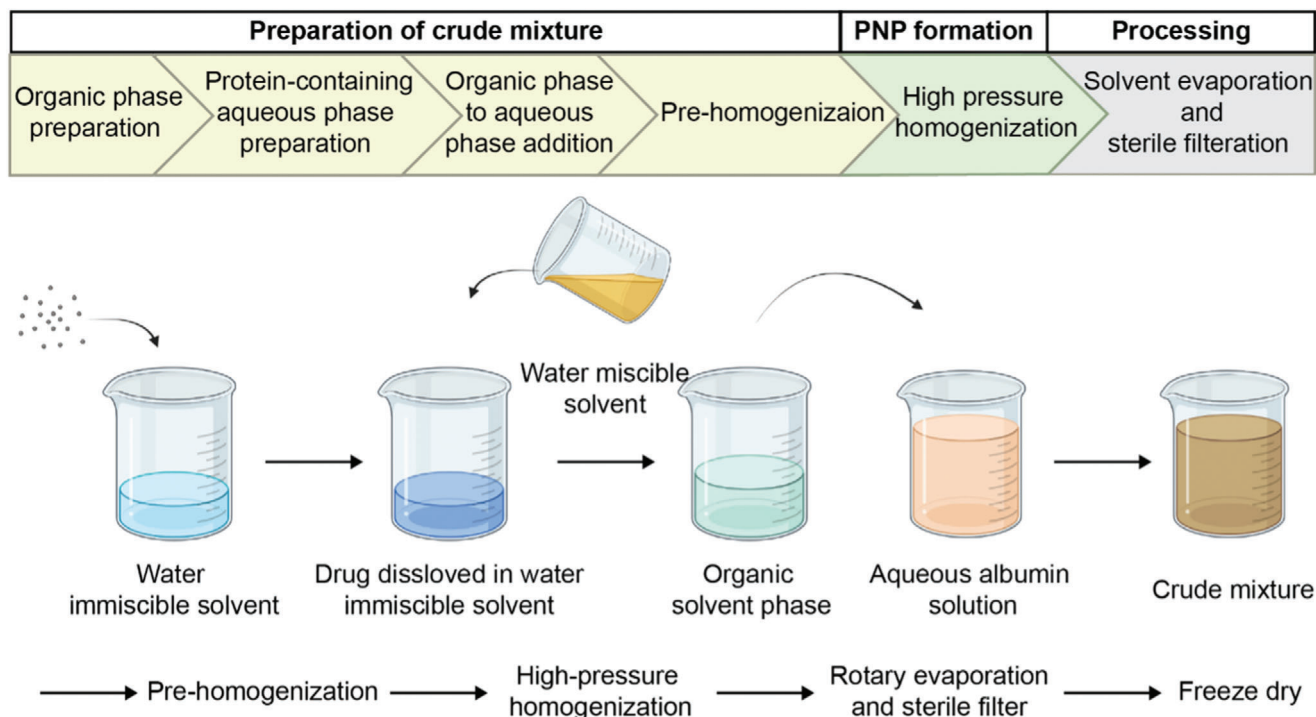 Preparation of crude mixture
PNP formation
Processing
Organic phase
preparation
Protein-containing
aqueous phase
preparation
Organic phase
to aqueous
phase addition
Pre-homogenizaion
High pressure
homogenization
Solvent evaporation
and
sterile filteration
Water miscible
solvent
Water
immiscible solvent
Drug dissloved in water
immiscible solvent
Organic
solvent phase
Aqueous albumin
solution
Crude mixture
Pre-homogenization
High-pressure
homogenization
Rotary evaporation
and sterile filter
Freeze dry